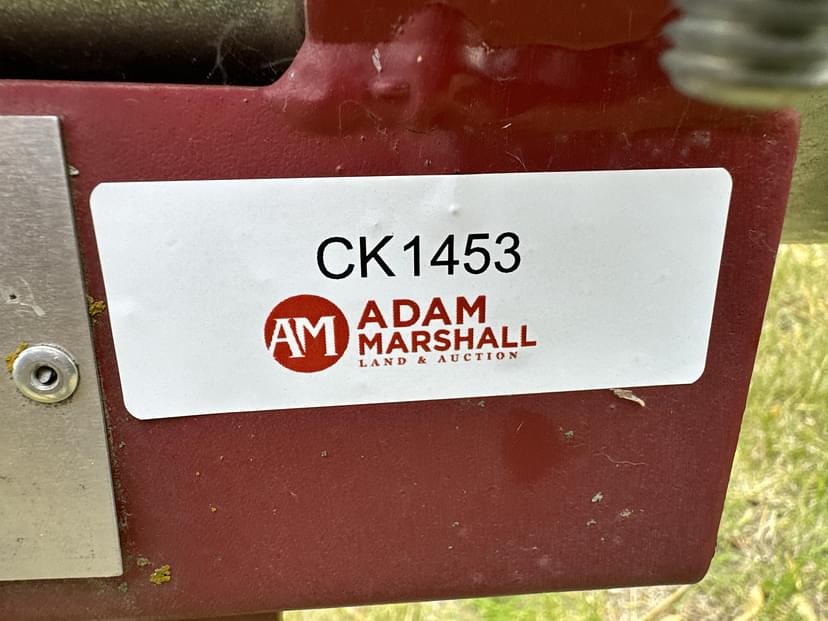 CK1453
AM
ADAM
MARSHALL
LAND & AUCTION